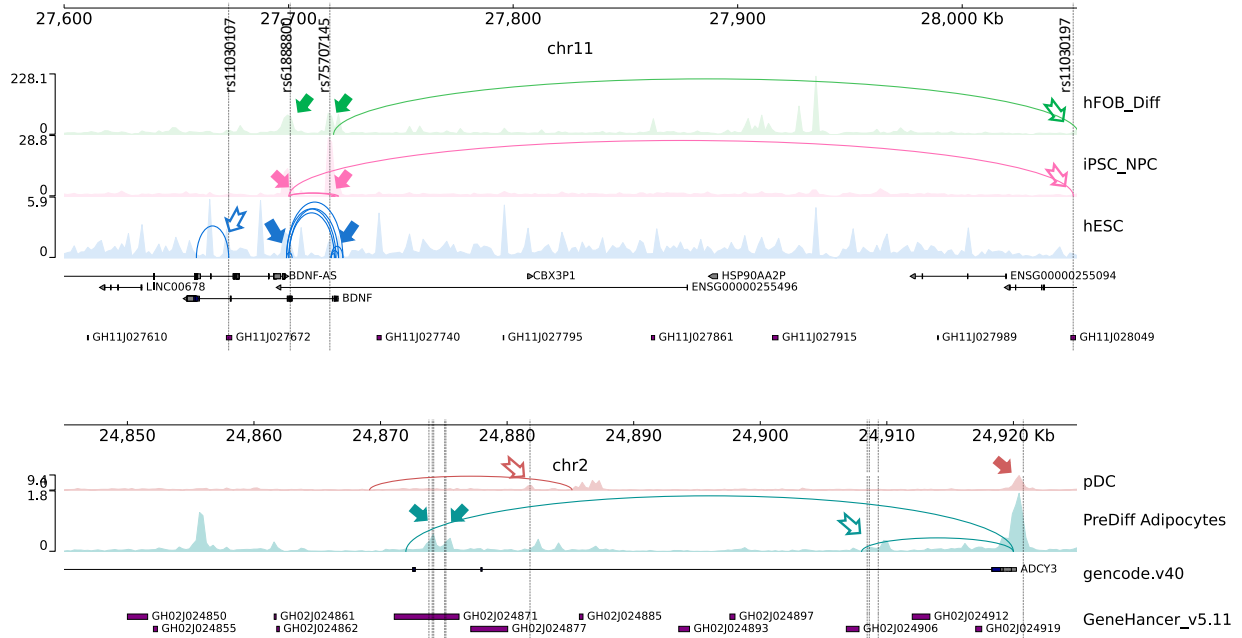 27,600 27,700 27,800 27,900 28,000 Kb
chr11
rs11030107
rs6188800
rs75707145
rs11030197
228.1
0
hFOB_Diff
28.8
0
iPSC_NPC
5.9
0
hESC
BDNF-AS CBX3P1 HSP90AA2P ENSG00000255094
LINC00678 ENSG00000255496
BDNF
GH11J027610 GH11J027672 GH11J027740 GH11J027795 GH11J027861 GH11J027915 GH11J027989 GH11J028049
24,850 24,860 24,870 24,880 24,890 24,900 24,910 24,920 Kb
chr2
9.4
0
pDC
1.8
0
PreDiff Adipocytes
ADCY3
gencode.v40
GH02J024850 GH02J024861 GH02J024871 GH02J024885 GH02J024897 GH02J024912
GeneHancer_v5.11
GH02J024855 GH02J024862 GH02J024877 GH02J024893 GH02J024906 GH02J024919